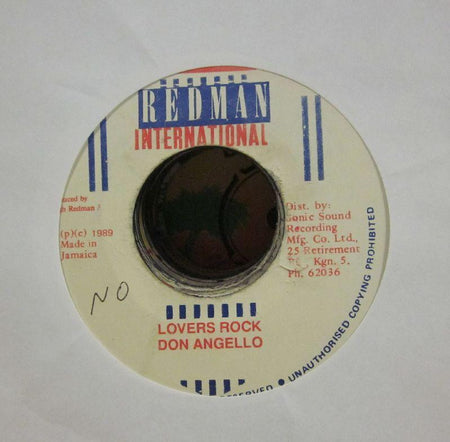 REDMAN
INTERNATIONAL
Redman
(p)(c) 1989
Made in
Jamaica
Dist. by:
Sonic Sound
Recording
Mfg. Co. Ltd.,
25 Retirement
Kgn. 5.
Ph. 62036
NO
LOVERS ROCK
DON ANGELLO
UNAUTHORISED COPYING PROHIBITED